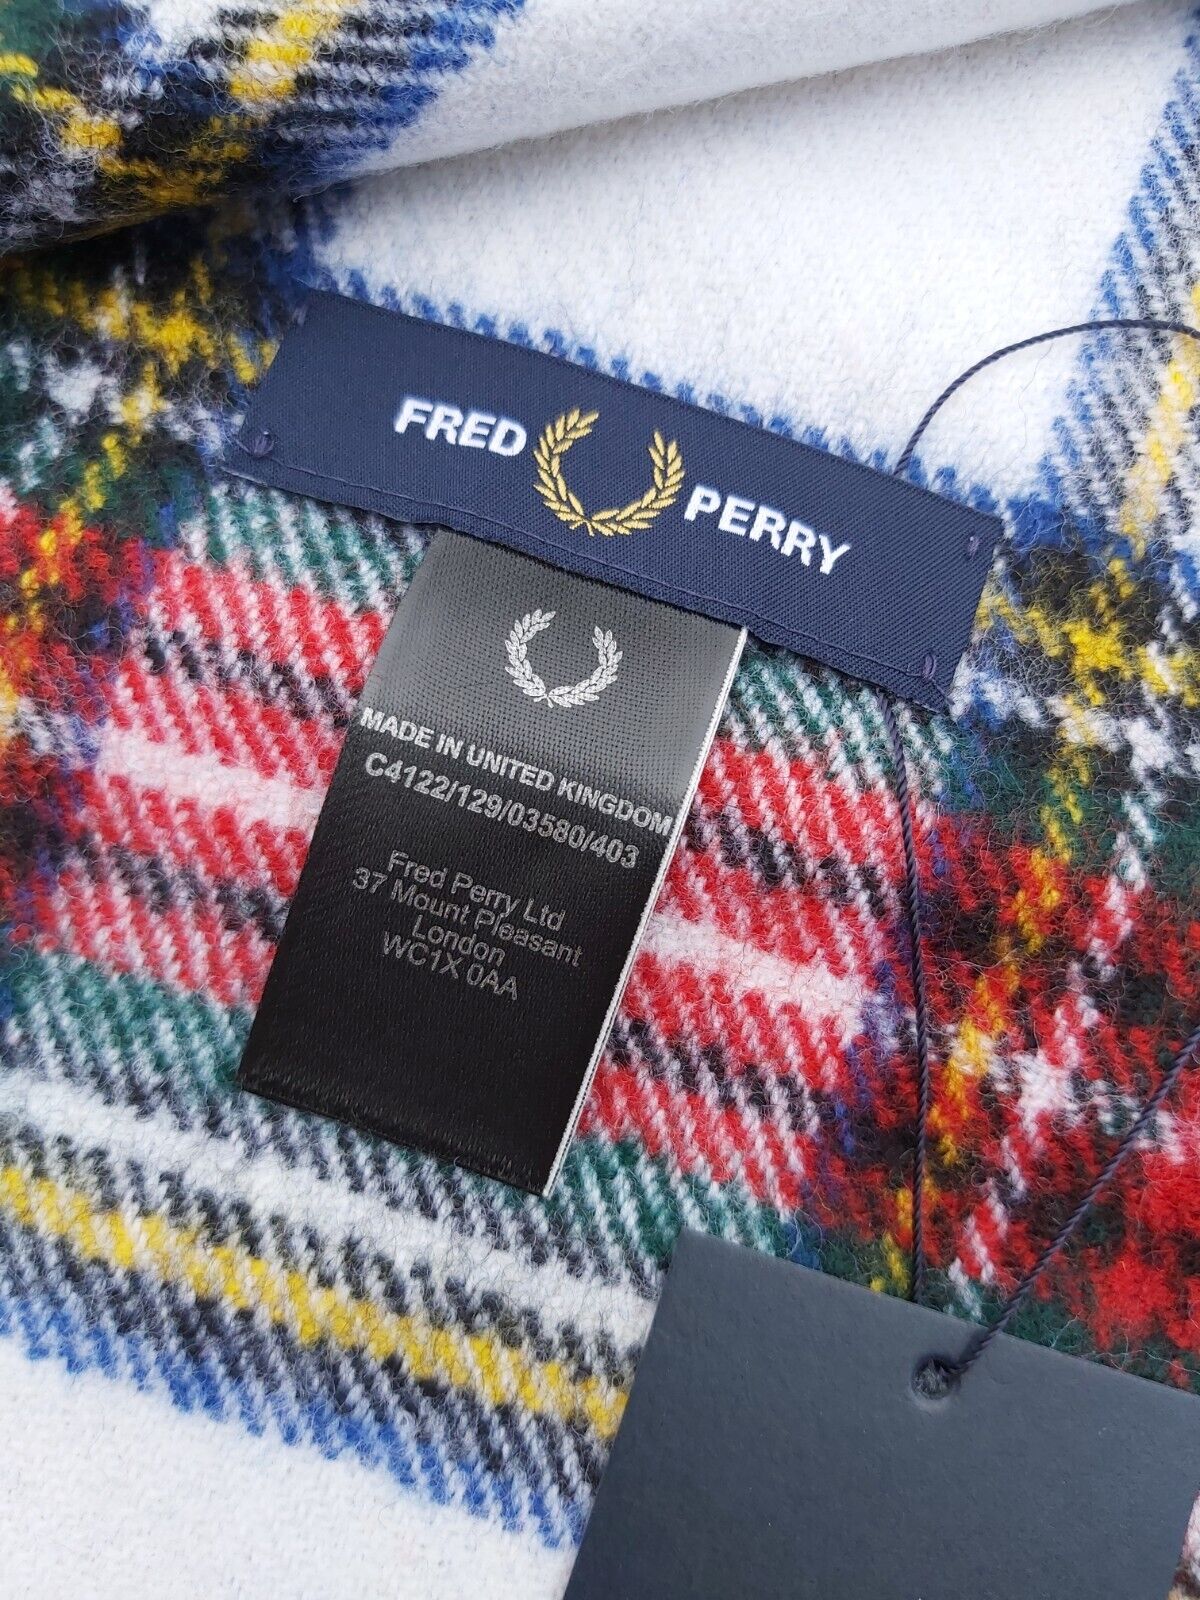 FRED PERRY
MADE IN UNITED KINGDOM
C4122/129/03580/403
Fred Perry Ltd
37 Mount Pleasant
London
WC1X 0AA